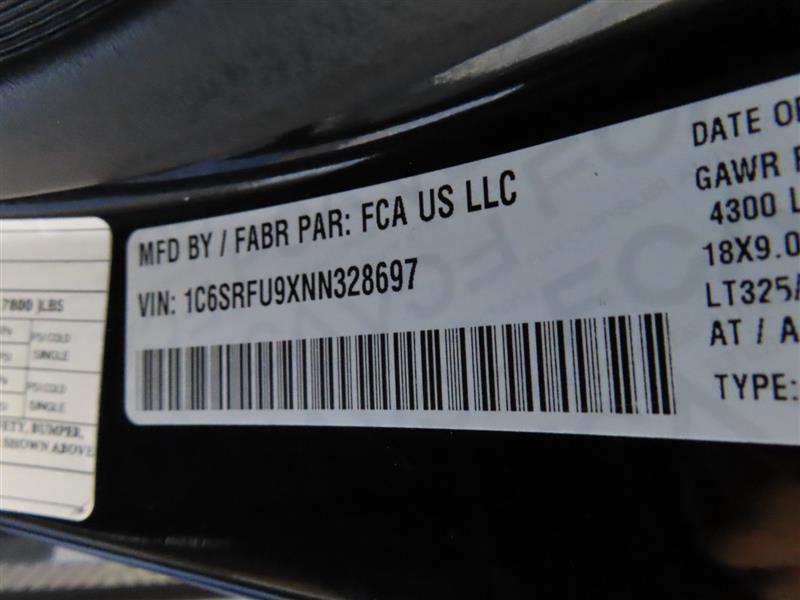 MFD BY / FABR PAR: FCA US LLC
VIN: 1C6SRFU9XNN328697
DATE OF
GAWR
4300 L
18X9.0
LT325/
AT / A
TYPE:
7800 LBS
PSI COLD
SINGLE
PSI COLD
SINGLE
BUMPER,
SHOWN ABOVE